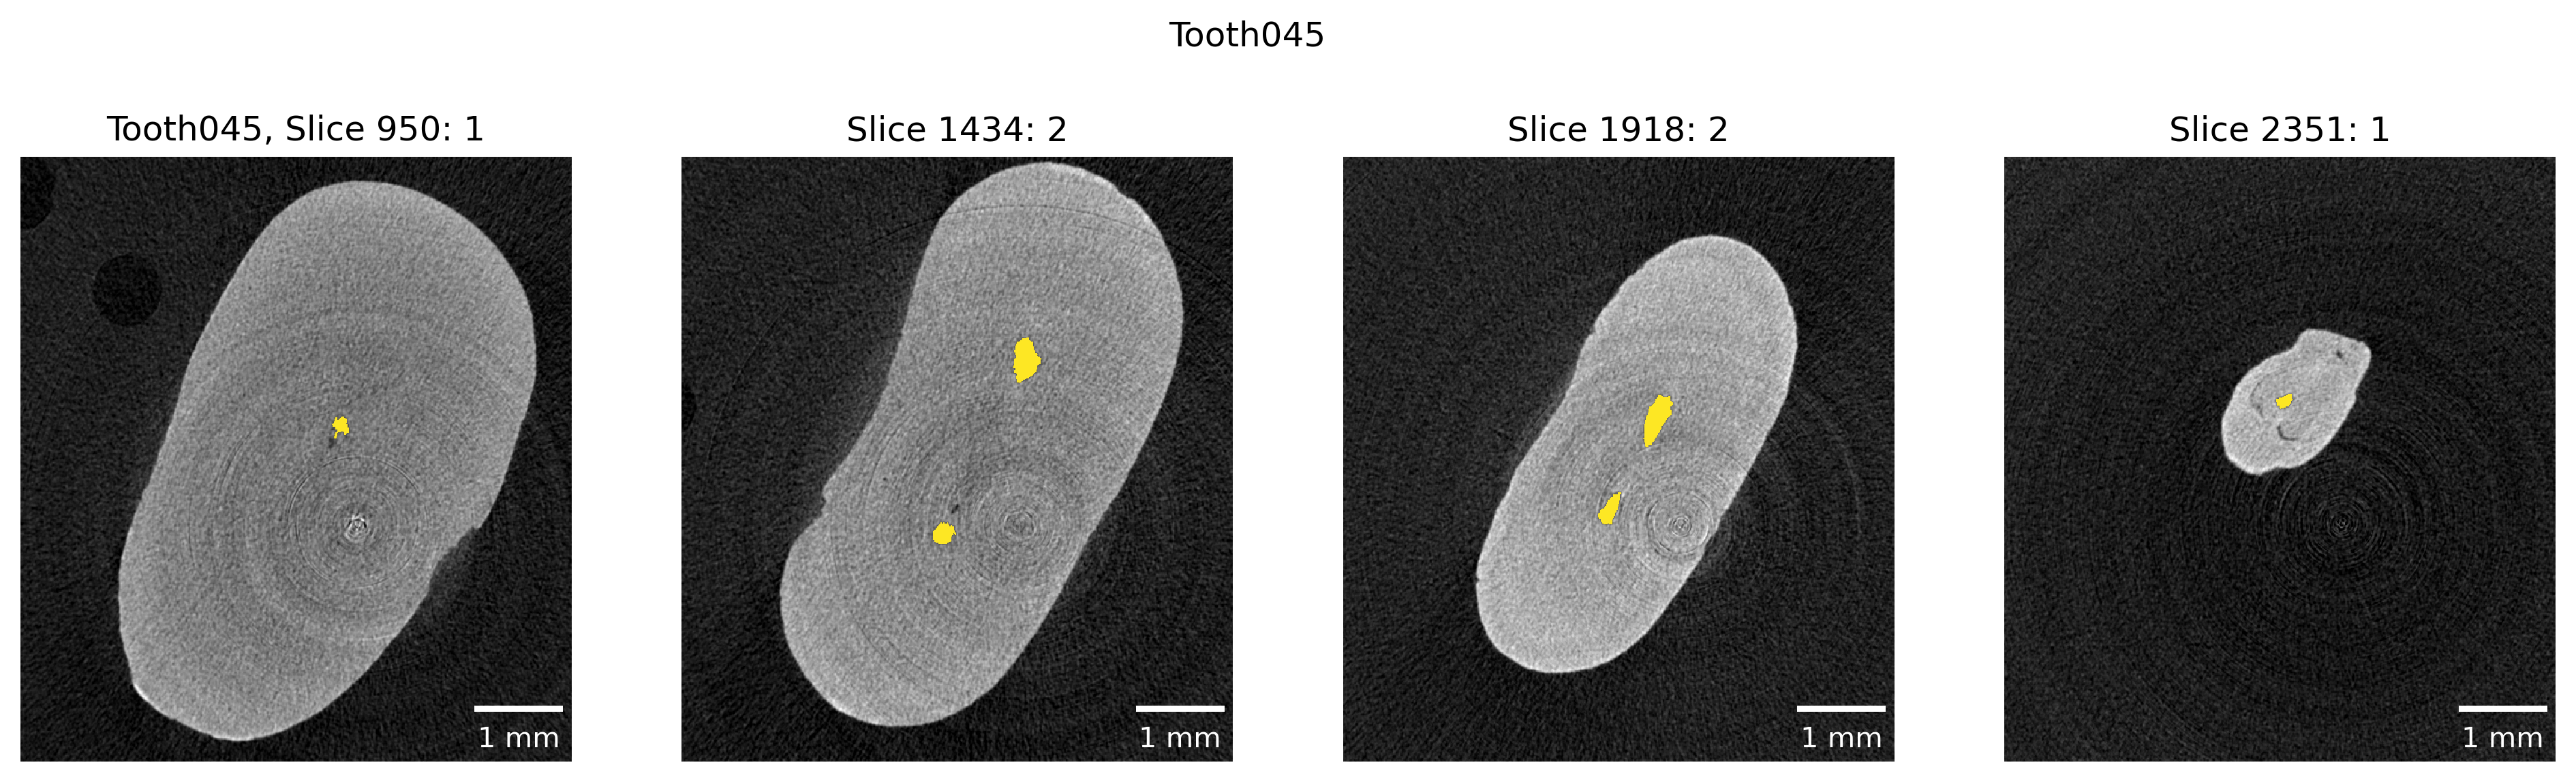 Tooth045
Tooth045, Slice 950: 1
Slice 1434: 2
Slice 1918: 2
Slice 2351: 1
1 mm
1 mm
1 mm
1 mm